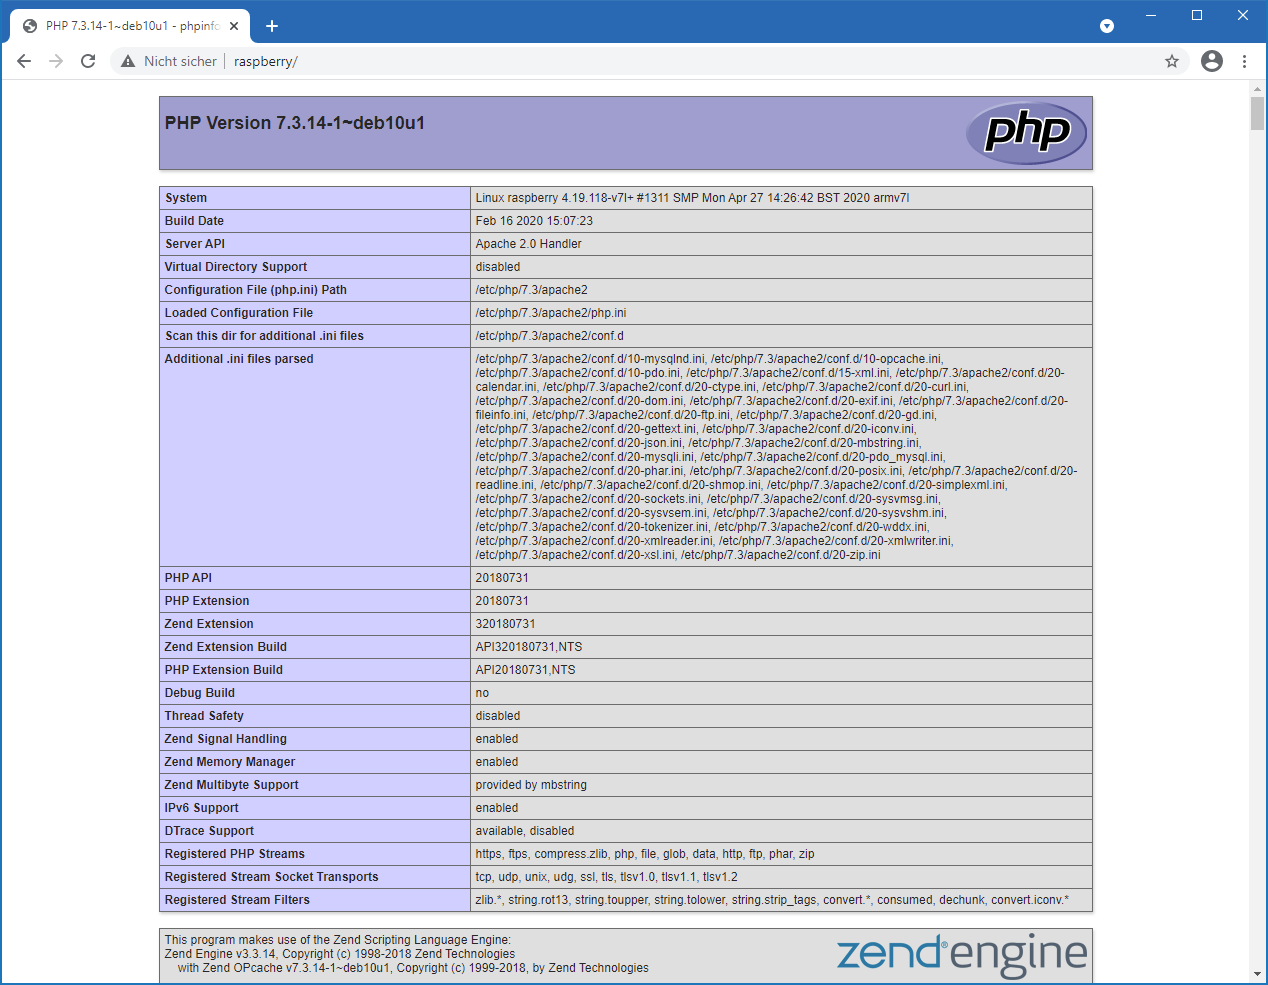 PHP 7.3.14-1~deb10u1 - phpinfo
Nicht sicher | raspberry/
PHP Version 7.3.14-1~deb10u1
php
System Linux raspberry 4.19.118-v7l+ #1311 SMP Mon Apr 27 14:26:42 BST 2020 armv7l
Build Date Feb 16 2020 15:07:23
Server API Apache 2.0 Handler
Virtual Directory Support disabled
Configuration File (php.ini) Path /etc/php/7.3/apache2
Loaded Configuration File /etc/php/7.3/apache2/php.ini
Scan this dir for additional .ini files /etc/php/7.3/apache2/conf.d
Additional .ini files parsed /etc/php/7.3/apache2/conf.d/10-mysqlnd.ini, /etc/php/7.3/apache2/conf.d/10-opcache.ini,
/etc/php/7.3/apache2/conf.d/10-pdo.ini, /etc/php/7.3/apache2/conf.d/15-xml.ini, /etc/php/7.3/apache2/conf.d/20-
calendar.ini, /etc/php/7.3/apache2/conf.d/20-ctype.ini, /etc/php/7.3/apache2/conf.d/20-curl.ini,
/etc/php/7.3/apache2/conf.d/20-dom.ini, /etc/php/7.3/apache2/conf.d/20-exif.ini, /etc/php/7.3/apache2/conf.d/20-
fileinfo.ini, /etc/php/7.3/apache2/conf.d/20-ftp.ini, /etc/php/7.3/apache2/conf.d/20-gd.ini,
/etc/php/7.3/apache2/conf.d/20-gettext.ini, /etc/php/7.3/apache2/conf.d/20-iconv.ini,
/etc/php/7.3/apache2/conf.d/20-json.ini, /etc/php/7.3/apache2/conf.d/20-mbstring.ini,
/etc/php/7.3/apache2/conf.d/20-mysqli.ini, /etc/php/7.3/apache2/conf.d/20-pdo_mysql.ini,
/etc/php/7.3/apache2/conf.d/20-phar.ini, /etc/php/7.3/apache2/conf.d/20-posix.ini, /etc/php/7.3/apache2/conf.d/20-
readline.ini, /etc/php/7.3/apache2/conf.d/20-shmop.ini, /etc/php/7.3/apache2/conf.d/20-simplexml.ini,
/etc/php/7.3/apache2/conf.d/20-sockets.ini, /etc/php/7.3/apache2/conf.d/20-sysvmsg.ini,
/etc/php/7.3/apache2/conf.d/20-sysvsem.ini, /etc/php/7.3/apache2/conf.d/20-sysvshm.ini,
/etc/php/7.3/apache2/conf.d/20-tokenizer.ini, /etc/php/7.3/apache2/conf.d/20-wddx.ini,
/etc/php/7.3/apache2/conf.d/20-xmlreader.ini, /etc/php/7.3/apache2/conf.d/20-xmlwriter.ini,
/etc/php/7.3/apache2/conf.d/20-xsl.ini, /etc/php/7.3/apache2/conf.d/20-zip.ini
PHP API 20180731
PHP Extension 20180731
Zend Extension 320180731
Zend Extension Build API320180731,NTS
PHP Extension Build API20180731,NTS
Debug Build no
Thread Safety disabled
Zend Signal Handling enabled
Zend Memory Manager enabled
Zend Multibyte Support provided by mbstring
IPv6 Support enabled
DTrace Support available, disabled
Registered PHP Streams https, ftps, compress.zlib, php, file, glob, data, http, ftp, phar, zip
Registered Stream Socket Transports tcp, udp, unix, udg, ssl, tls, tlsv1.0, tlsv1.1, tlsv1.2
Registered Stream Filters zlib.*, string.rot13, string.toupper, string.tolower, string.strip_tags, convert.*, consumed, dechunk, convert.iconv.*
This program makes use of the Zend Scripting Language Engine:
Zend Engine v3.3.14, Copyright (c) 1998-2018 Zend Technologies
with Zend OPcache v7.3.14-1~deb10u1, Copyright (c) 1999-2018, by Zend Technologies
zend® engine